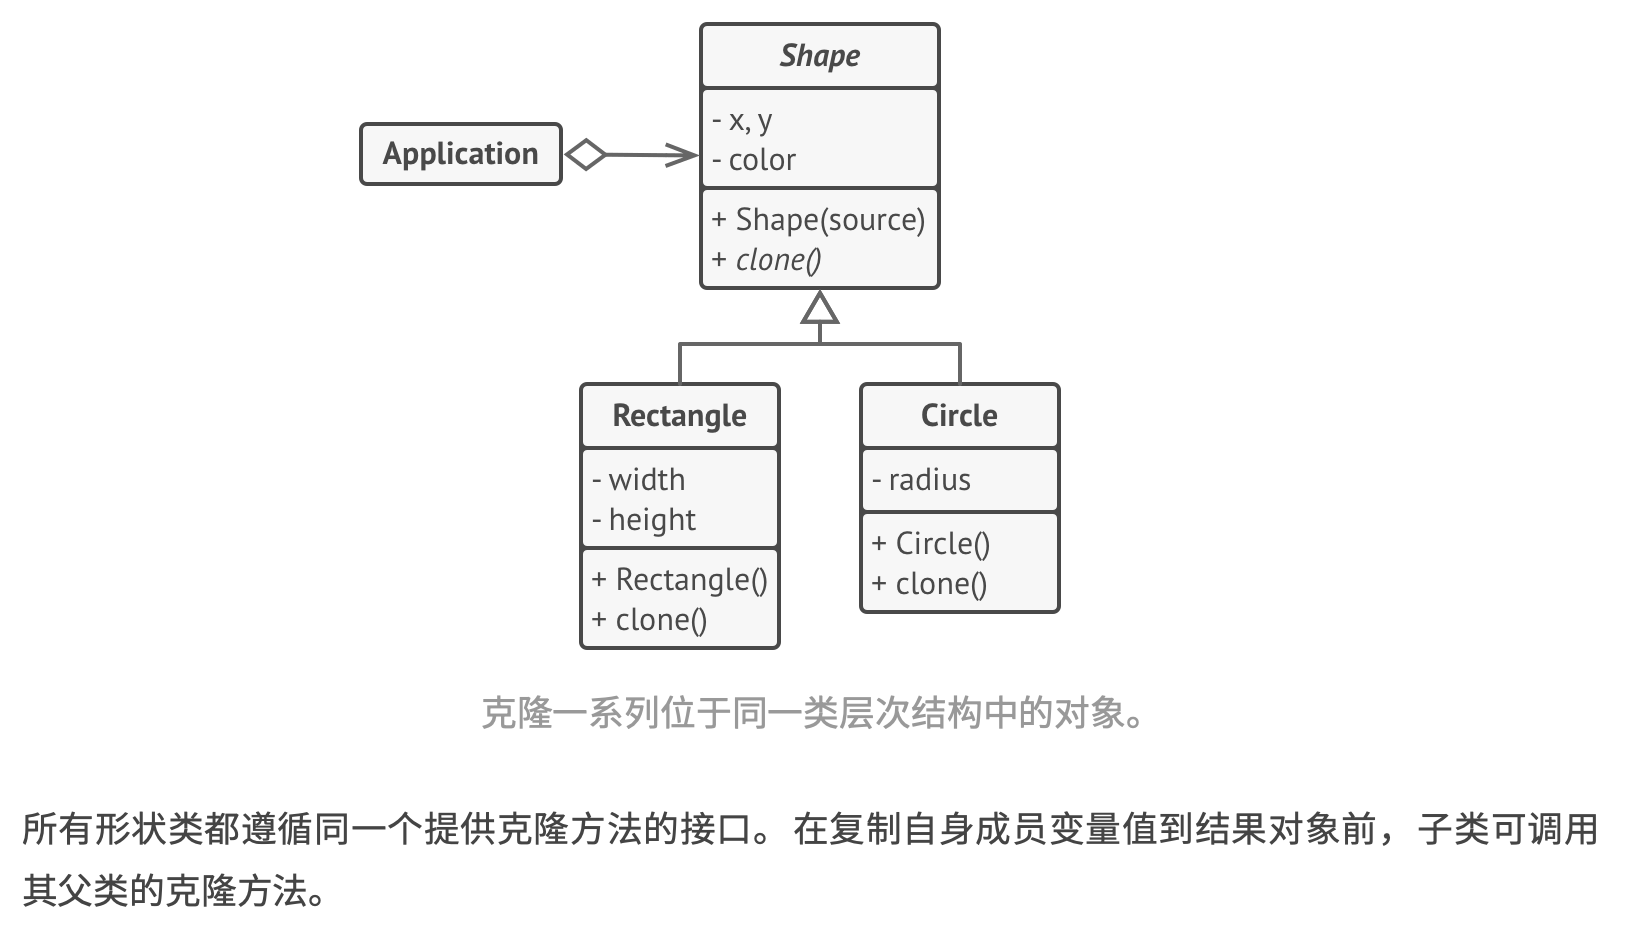 Shape
- x, y
- color
+ Shape(source)
+ clone()
Application
Rectangle
- width
- height
+ Rectangle()
+ clone()
Circle
- radius
+ Circle()
+ clone()
克隆一系列位于同一类层次结构中的对象。
所有形状类都遵循同一个提供克隆方法的接口。 在复制自身成员变量值到结果对象前， 子类可调用
其父类的克隆方法。